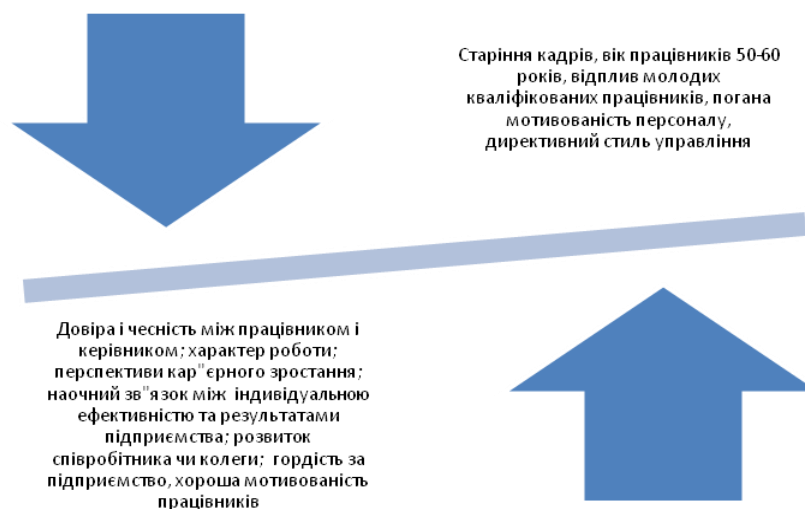 Старіння кадрів, вік працівників 50-60
років, відплив молодих
кваліфікованих працівників, погана
мотивованість персоналу,
директивний стиль управління
Довіра і чесність між працівником і
керівником; характер роботи;
перспективи кар"єрного зростання;
наочний зв"язок між індивідуальною
ефективністю та результатами
підприємства; розвиток
співробітника чи колеги; гордість за
підприємство, хороша мотивованість
працівників